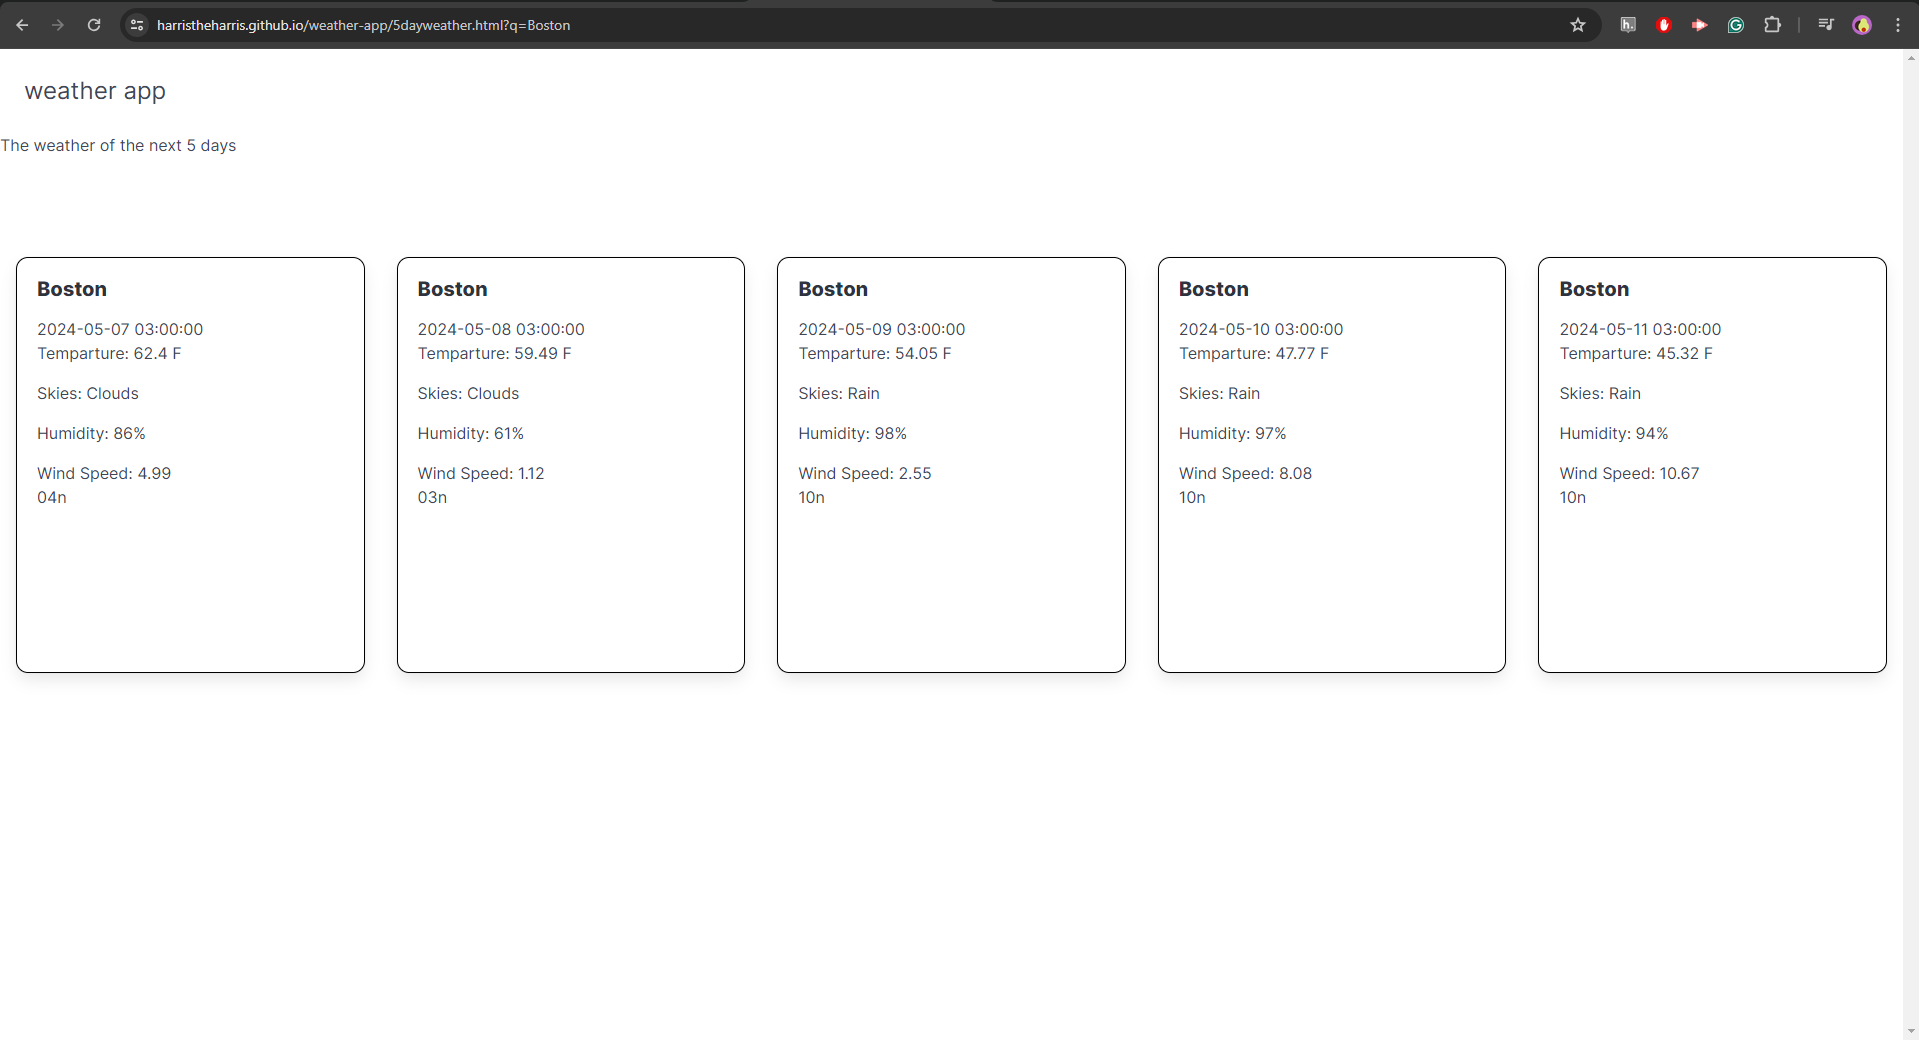 harristheharris.github.io/weather-app/5dayweather.html?q=Boston
weather app
The weather of the next 5 days
Boston
2024-05-07 03:00:00
Temparture: 62.4 F
Skies: Clouds
Humidity: 86%
Wind Speed: 4.99
04n
Boston
2024-05-08 03:00:00
Temparture: 59.49 F
Skies: Clouds
Humidity: 61%
Wind Speed: 1.12
03n
Boston
2024-05-09 03:00:00
Temparture: 54.05 F
Skies: Rain
Humidity: 98%
Wind Speed: 2.55
10n
Boston
2024-05-10 03:00:00
Temparture: 47.77 F
Skies: Rain
Humidity: 97%
Wind Speed: 8.08
10n
Boston
2024-05-11 03:00:00
Temparture: 45.32 F
Skies: Rain
Humidity: 94%
Wind Speed: 10.67
10n